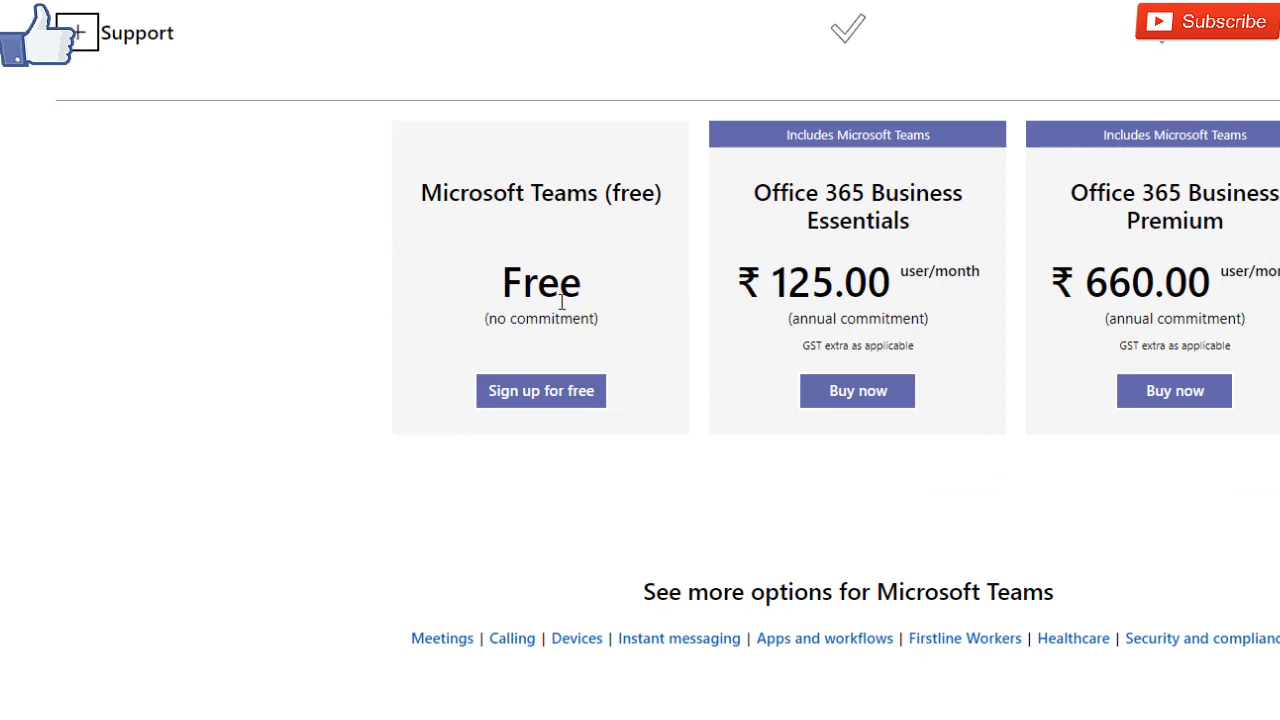 Support
Subscribe
Includes Microsoft Teams
Includes Microsoft Teams
Microsoft Teams (free)
Office 365 Business
Essentials
Office 365 Business
Premium
Free
(no commitment)
₹ 125.00 user/month
(annual commitment)
GST extra as applicable
₹ 660.00 user/mon
(annual commitment)
GST extra as applicable
Sign up for free
Buy now
Buy now
See more options for Microsoft Teams
Meetings | Calling | Devices | Instant messaging | Apps and workflows | Firstline Workers | Healthcare | Security and complianc